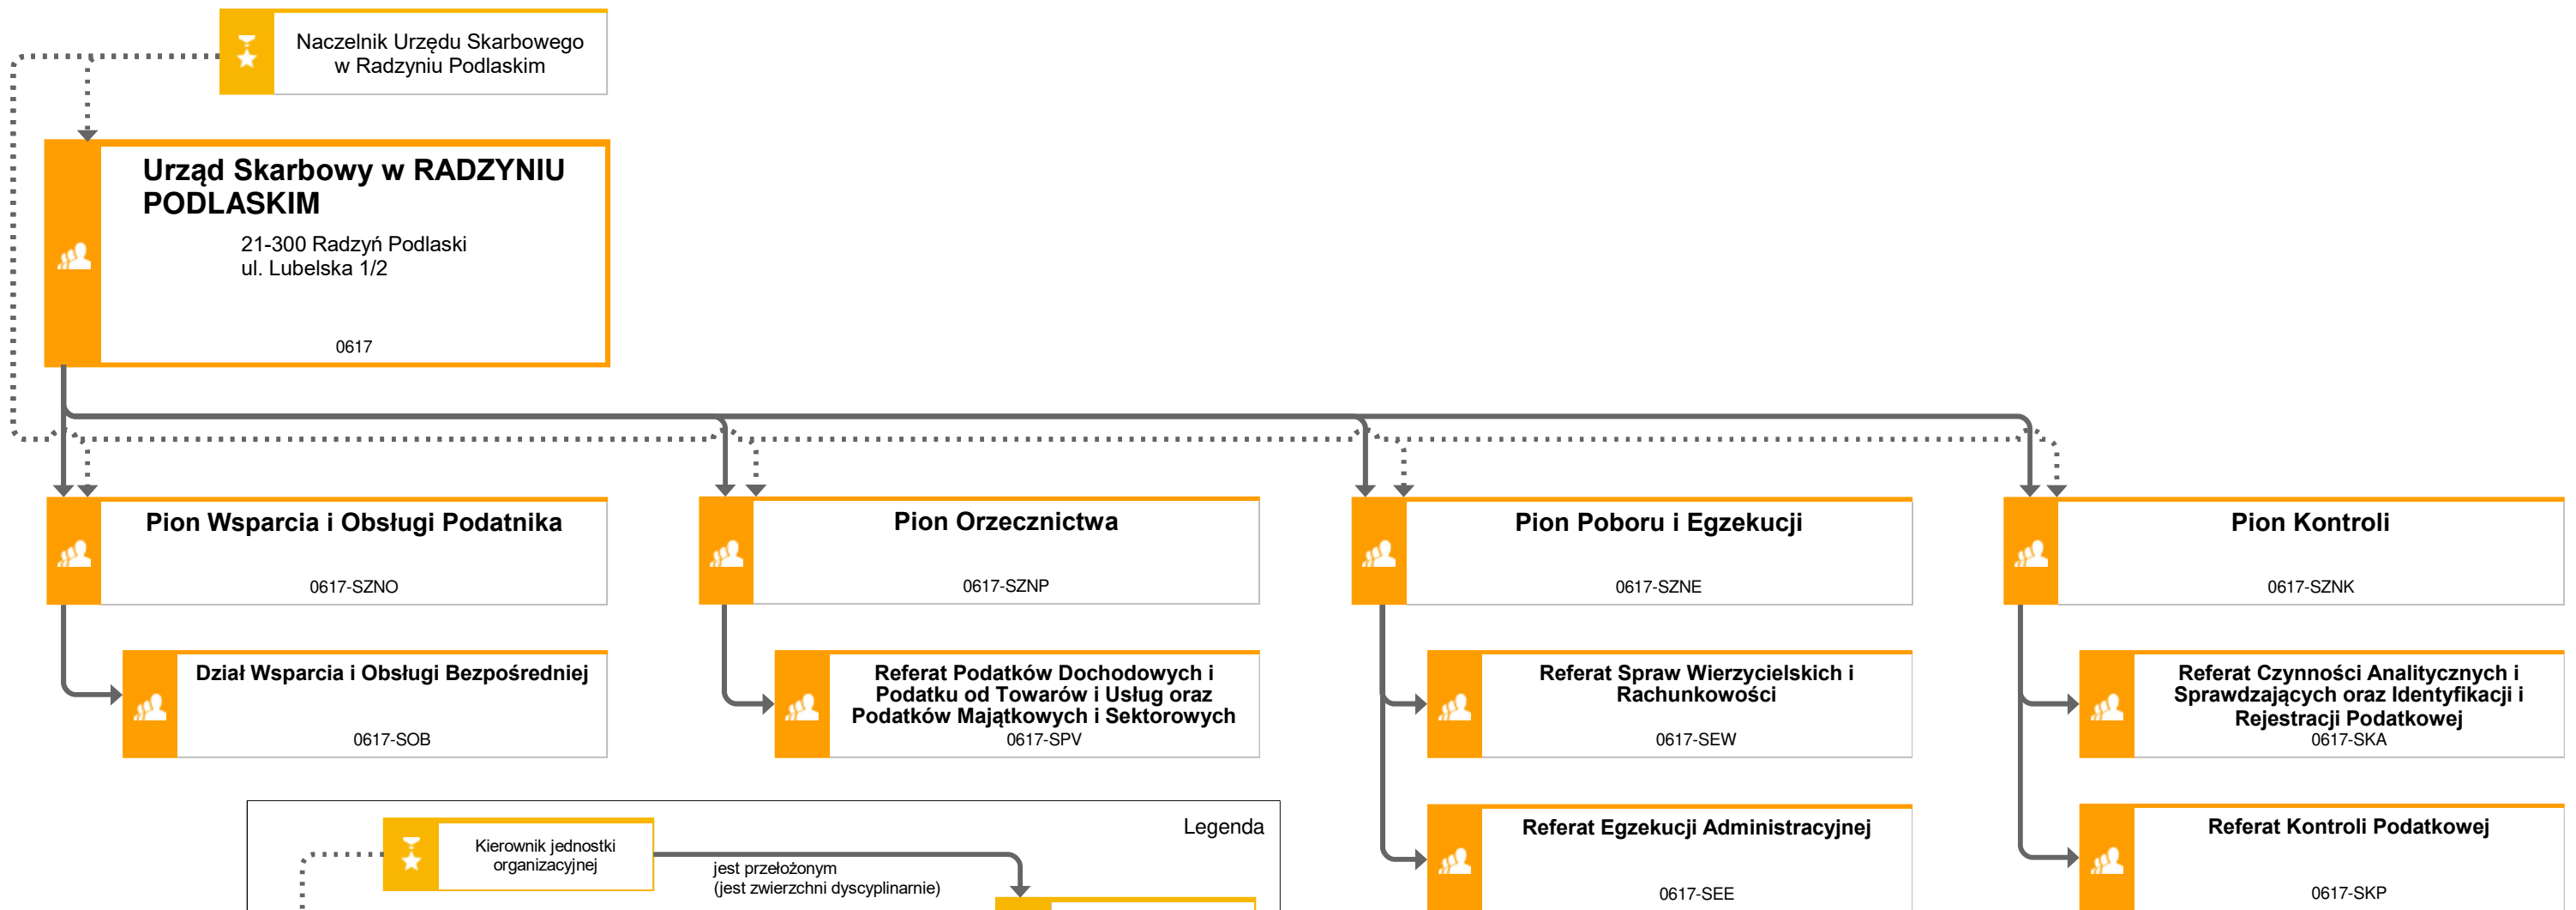 Naczelnik Urzędu Skarbowego
w Radzyniu Podlaskim
Urząd Skarbowy w RADZYNIU
PODLASKIM
21-300 Radzyń Podlaski
ul. Lubelska 1/2
0617
Pion Wsparcia i Obsługi Podatnika
0617-SZNO
Pion Orzecznictwa
0617-SZNP
Pion Poboru i Egzekucji
0617-SZNE
Pion Kontroli
0617-SZNK
Dział Wsparcia i Obsługi Bezpośredniej
0617-SOB
Referat Podatków Dochodowych i
Podatku od Towarów i Usług oraz
Podatków Majątkowych i Sektorowych
0617-SPV
Referat Spraw Wierzycielskich i
Rachunkowości
0617-SEW
Referat Czynności Analitycznych i
Sprawdzających oraz Identyfikacji i
Rejestracji Podatkowej
0617-SKA
Referat Egzekucji Administracyjnej
0617-SEE
Referat Kontroli Podatkowej
0617-SKP
Legenda
Kierownik jednostki
organizacyjnej
jest przełożonym
(jest zwierzchni dyscyplinarnie)